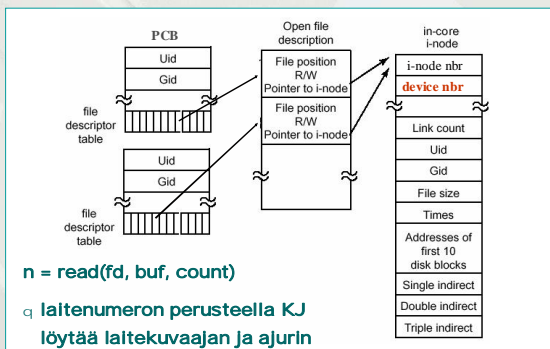 PCB
Uid
Gid
file
descriptor
table
Uid
Gid
file
descriptor
table
Open file
description
File position
R/W
Pointer to i-node
File position
R/W
Pointer to i-node
in-core
i-node
i-node nbr
device nbr
Link count
Uid
Gid
File size
Times
Addresses of
first 10
disk blocks
Single indirect
Double indirect
Triple indirect
n = read(fd, buf, count)
q laitenumeron perusteella KJ
löytää laitekuvaajan ja ajurin